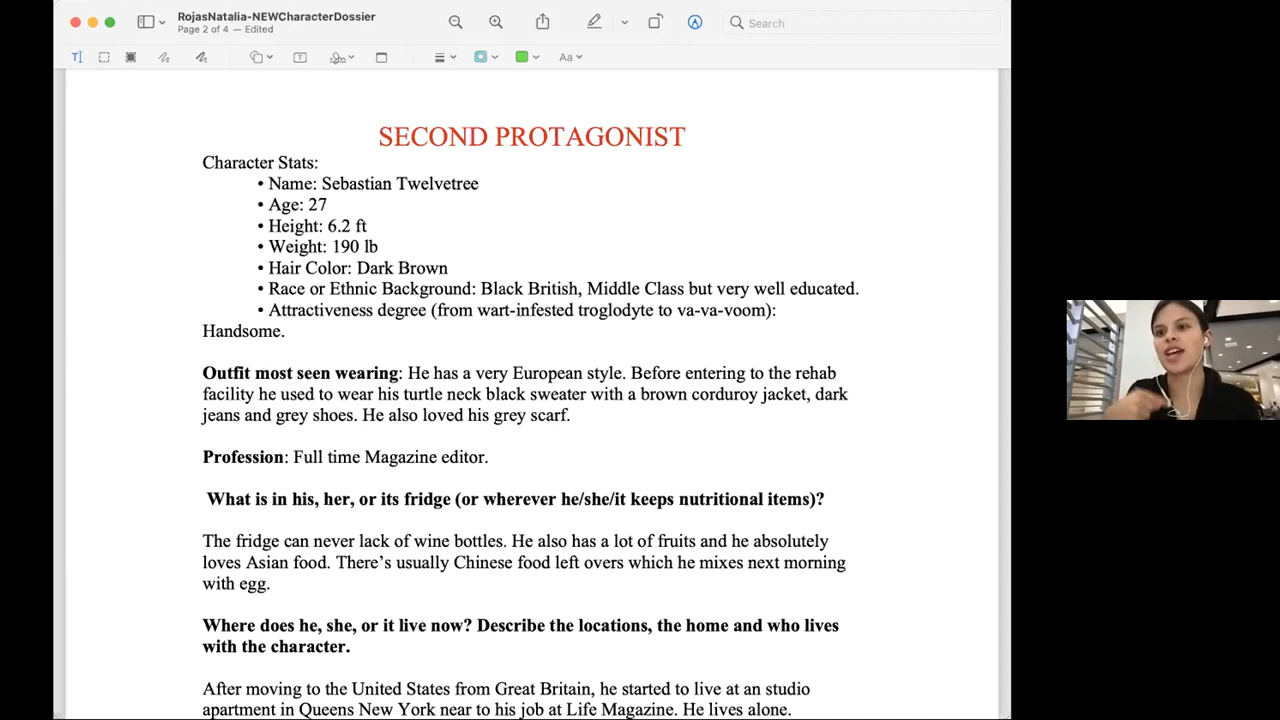 RojasNatalia-NEWCharacterDossier
Page 2 of 4 — Edited
Search
Aa
SECOND PROTAGONIST
Character Stats:
• Name: Sebastian Twelvetree
• Age: 27
• Height: 6.2 ft
• Weight: 190 lb
• Hair Color: Dark Brown
• Race or Ethnic Background: Black British, Middle Class but very well educated.
• Attractiveness degree (from wart-infested troglodyte to va-va-voom):
Handsome.
Outfit most seen wearing: He has a very European style. Before entering to the rehab
facility he used to wear his turtle neck black sweater with a brown corduroy jacket, dark
jeans and grey shoes. He also loved his grey scarf.
Profession: Full time Magazine editor.
What is in his, her, or its fridge (or wherever he/she/it keeps nutritional items)?
The fridge can never lack of wine bottles. He also has a lot of fruits and he absolutely
loves Asian food. There’s usually Chinese food left overs which he mixes next morning
with egg.
Where does he, she, or it live now? Describe the locations, the home and who lives
with the character.
After moving to the United States from Great Britain, he started to live at an studio
apartment in Queens New York near to his job at Life Magazine. He lives alone.